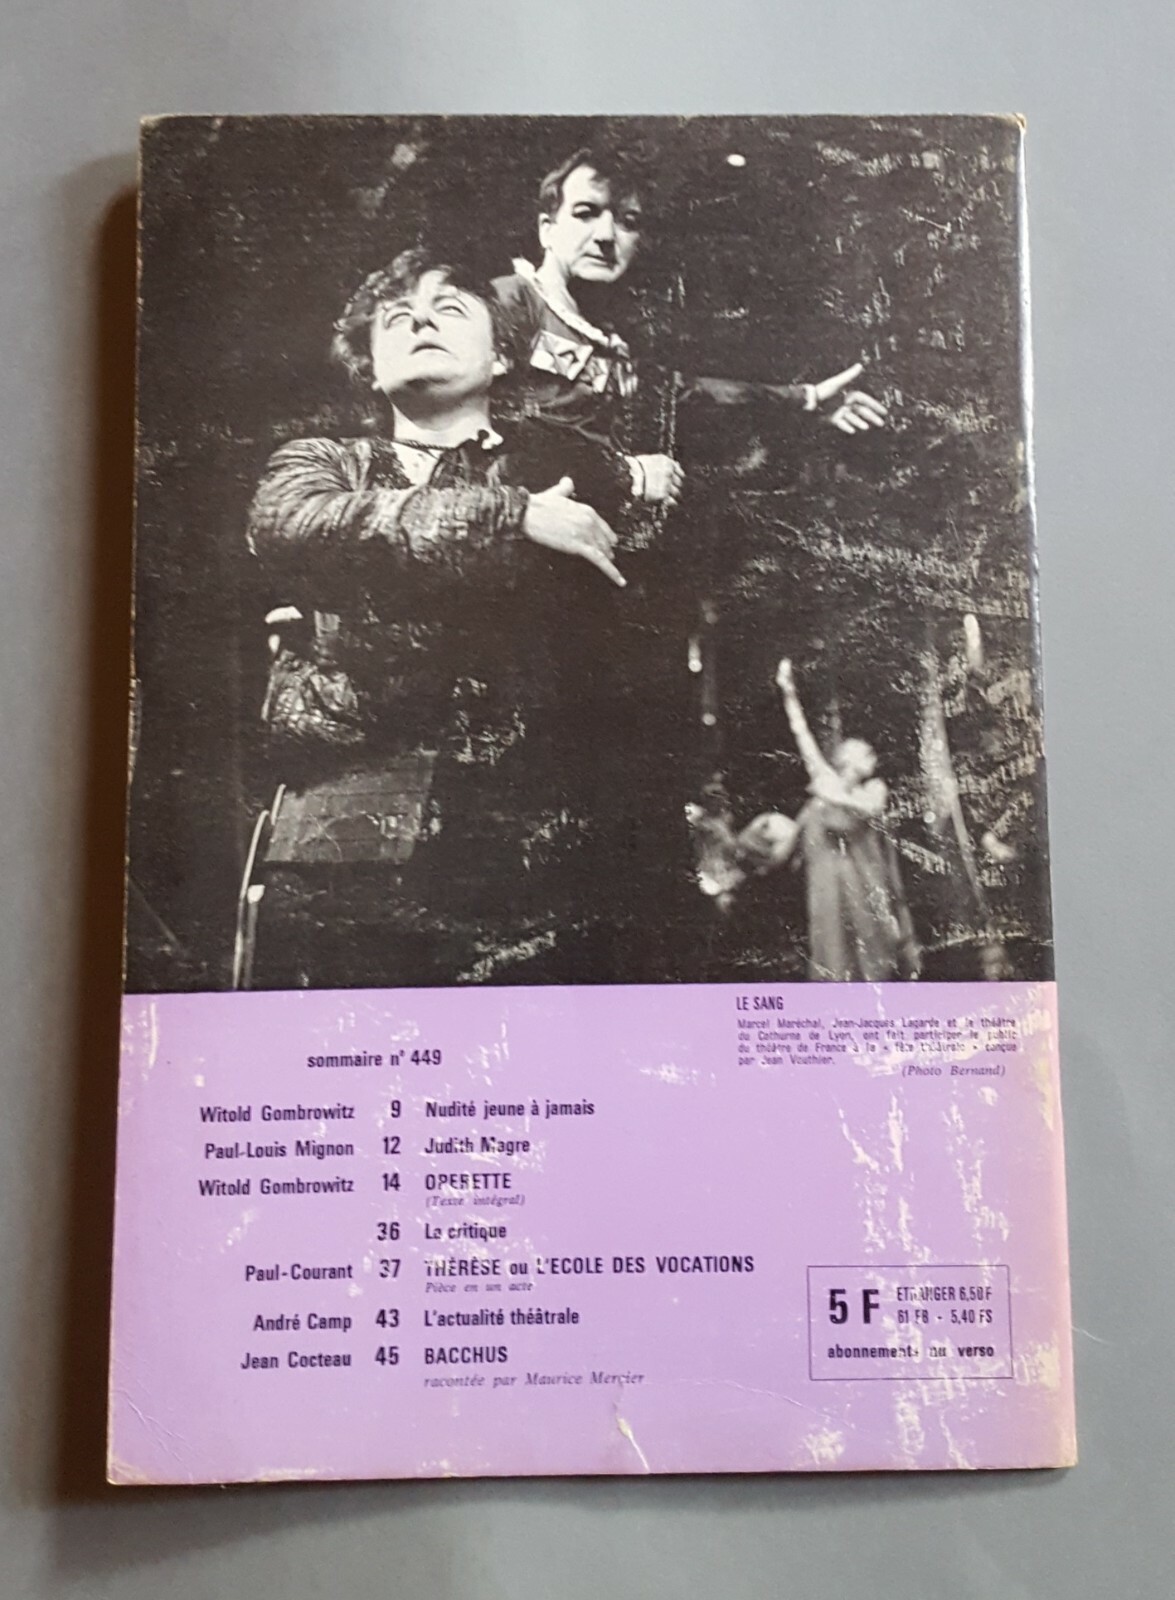 LE SANG
Marcel Maréchal, Jean-Jacques Lagarde et le théâtre
du Cothurne de Lyon, ont fait participer le public
du théâtre de France à la « fête théâtrale » conçue
par Jean Vauthier.
(Photo Bernand)
sommaire n° 449
Witold Gombrowitz 9 Nudité jeune à jamais
Paul-Louis Mignon 12 Judith Magre
Witold Gombrowitz 14 OPERETTE
(Texte intégral)
36 La critique
Paul-Courant 37 THÉRÈSE ou L'ECOLE DES VOCATIONS
Pièce en un acte
André Camp 43 L'actualité théâtrale
Jean Cocteau 45 BACCHUS
racontée par Maurice Mercier
5 F ETRANGER 6,50 F
61 FB - 5,40 FS
abonnements au verso